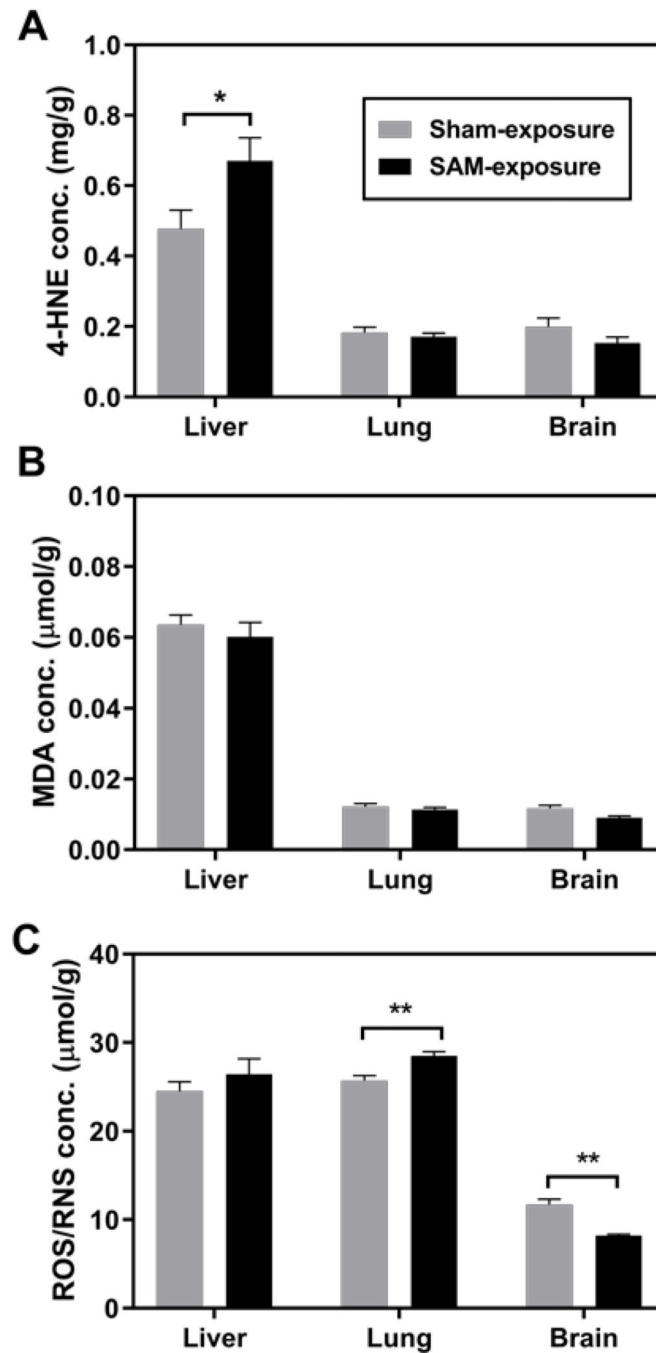 A
4-HNE conc. (mg/g)
1.0
0.8
0.6
0.4
0.2
0.0
*
Sham-exposure
SAM-exposure
Liver Lung Brain
B
MDA conc. (μmol/g)
0.10
0.08
0.06
0.04
0.02
0.00
Liver Lung Brain
C
ROS/RNS conc. (μmol/g)
40
30
20
10
0
**
**
Liver Lung Brain